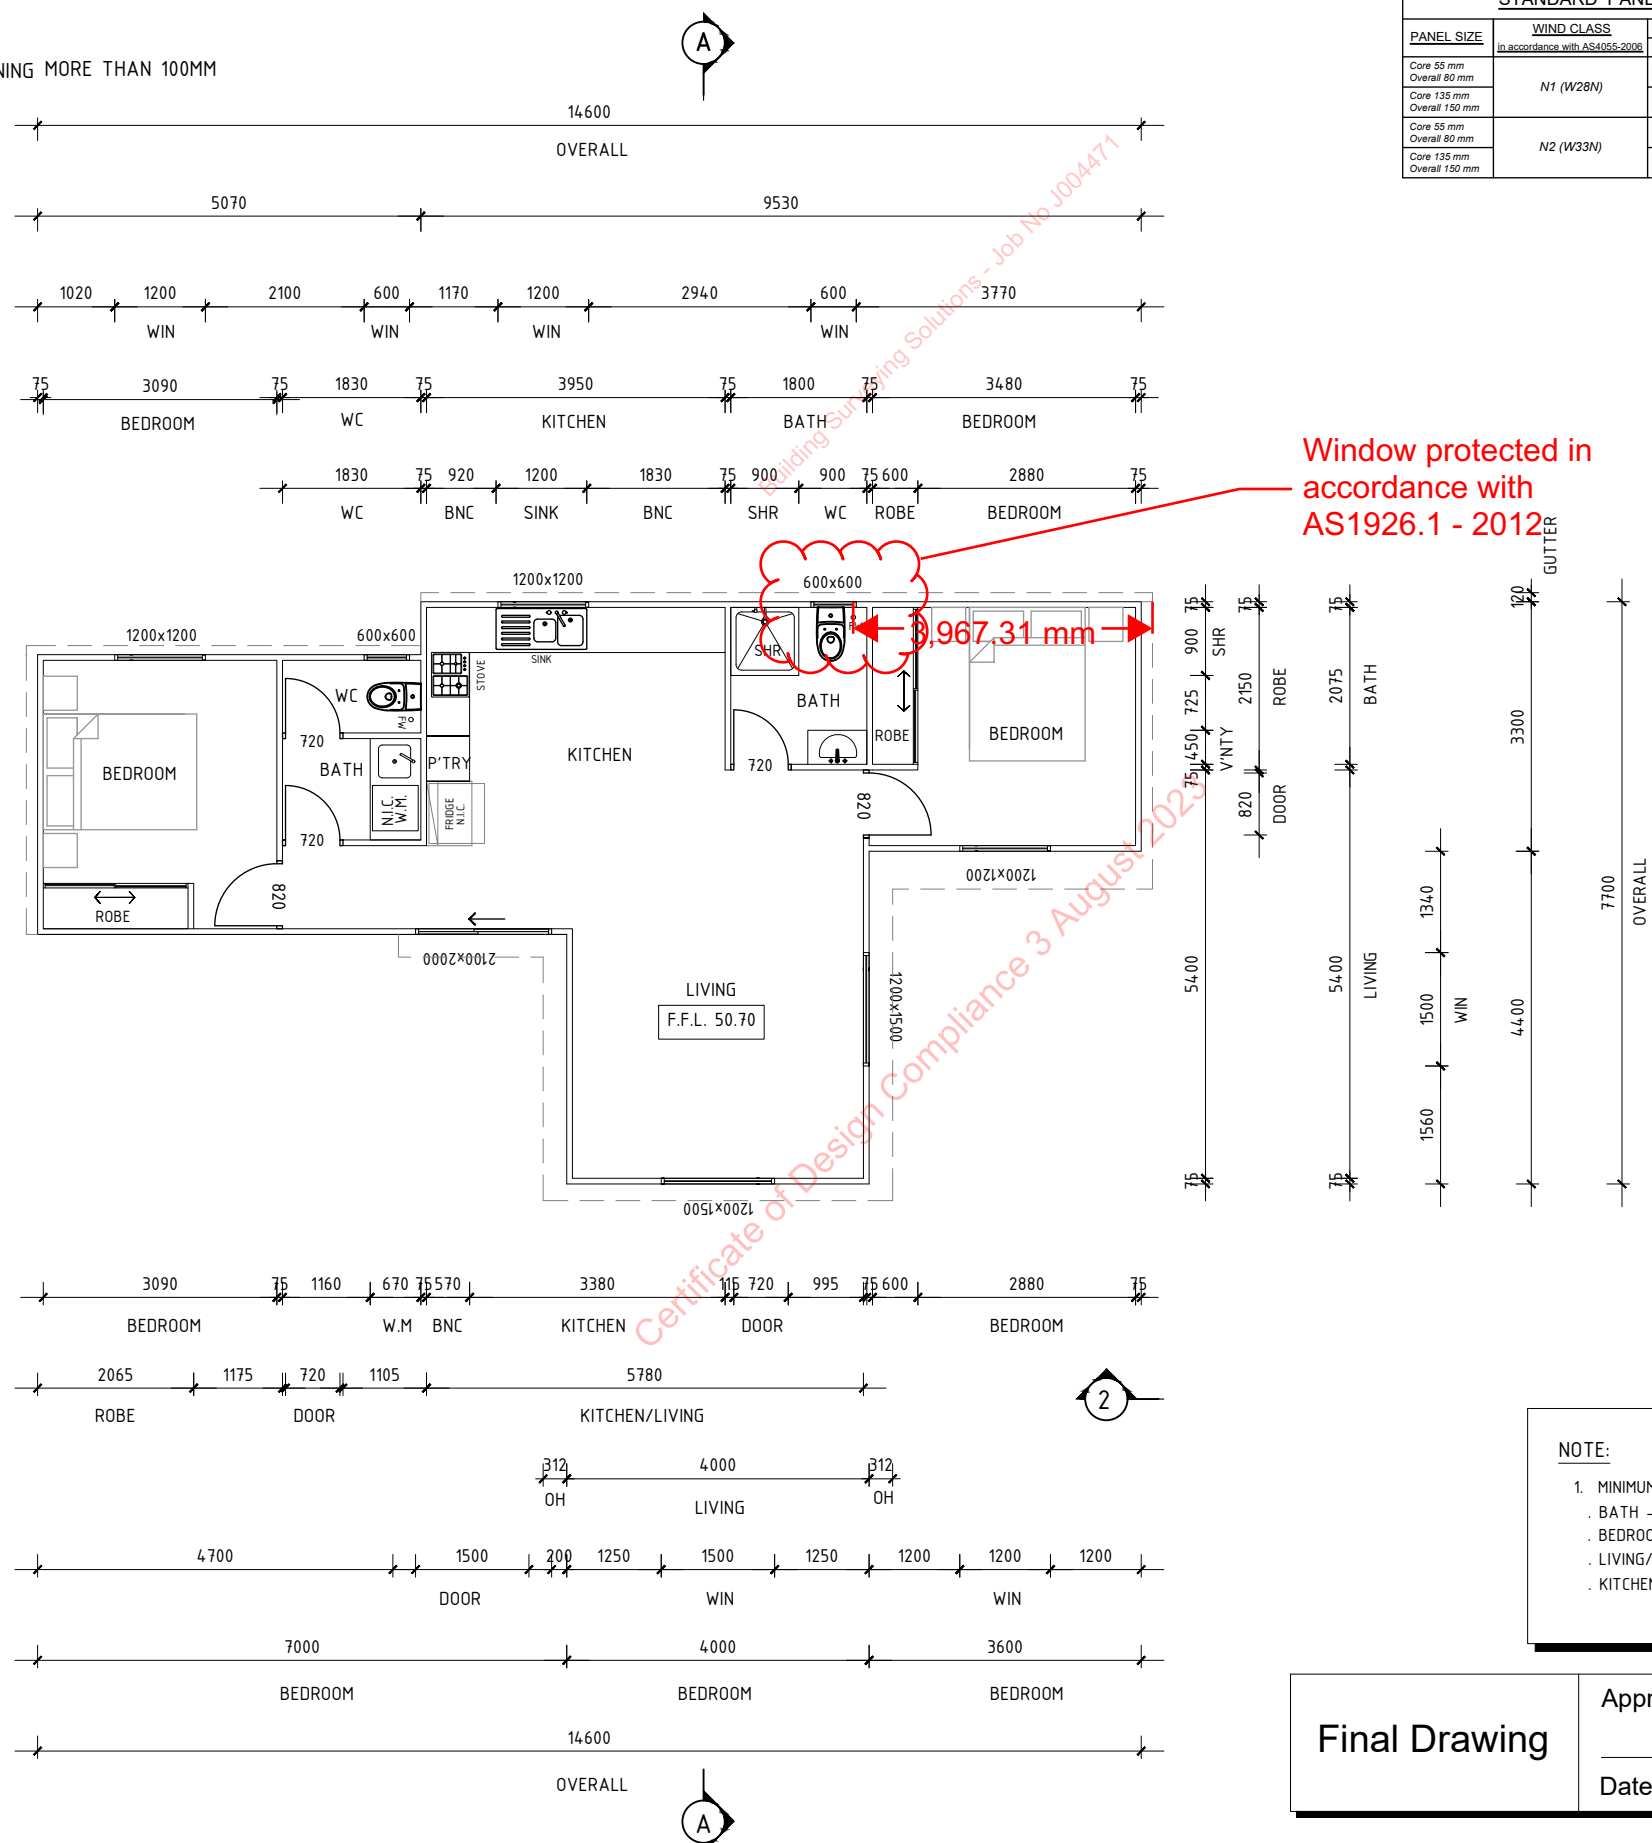 STANDARD PANE
PANEL SIZE
WIND CLASS
in accordance with AS4055-2006
Core 55 mm
Overall 80 mm
N1 (W28N)
Core 135 mm
Overall 150 mm
Core 55 mm
Overall 80 mm
N2 (W33N)
Core 135 mm
Overall 150 mm
A
NING MORE THAN 100MM
14600
OVERALL
5070 9530
1020 1200 2100 600 1170 1200 2940 600 3770
WIN WIN WIN WIN
75 3090 75 1830 75 3950 75 1800 75 3480 75
BEDROOM WC KITCHEN BATH BEDROOM
1830 75 920 1200 1830 75 900 900 75 600 2880 75
WC BNC SINK BNC SHR WC ROBE BEDROOM
Building Surveying Solutions - Job No J004471
Window protected in
accordance with
AS1926.1 - 2012
GUTTER
1200x1200 600x600
1200x1200 600x600
3,967.31 mm
SHR
SINK
STOVE
WC
FW
BATH
720
BEDROOM
BATH
P'TRY
KITCHEN
720
ROBE
BEDROOM
N.I.C.
W.M.
FRIDGE
N.I.C.
720
820
820
ROBE
1200x1200
2100x2000
LIVING
F.F.L. 50.70
1200x1500
1200x1500
75 900 725 450 75 5400 75
SHR V'NTY
75 2150 820
ROBE DOOR
75 2075 5400 75
BATH LIVING
1340 1500 1560
WIN
120 3300 4400
7700
OVERALL
Certificate of Design Compliance 3 August 2023
3090 75 1160 670 75 570 3380 115 720 995 75 600 2880 75
BEDROOM W.M BNC KITCHEN DOOR BEDROOM
2065 1175 720 1105 5780
ROBE DOOR KITCHEN/LIVING
2
312 4000 312
OH LIVING OH
4700 1500 200 1250 1500 1250 1200 1200 1200
DOOR WIN WIN
7000 4000 3600
BEDROOM BEDROOM BEDROOM
14600
OVERALL
A
NOTE:
1. MINIMUM
. BATH -
. BEDROO
. LIVING/
. KITCHEN
Final Drawing
Appr
Date